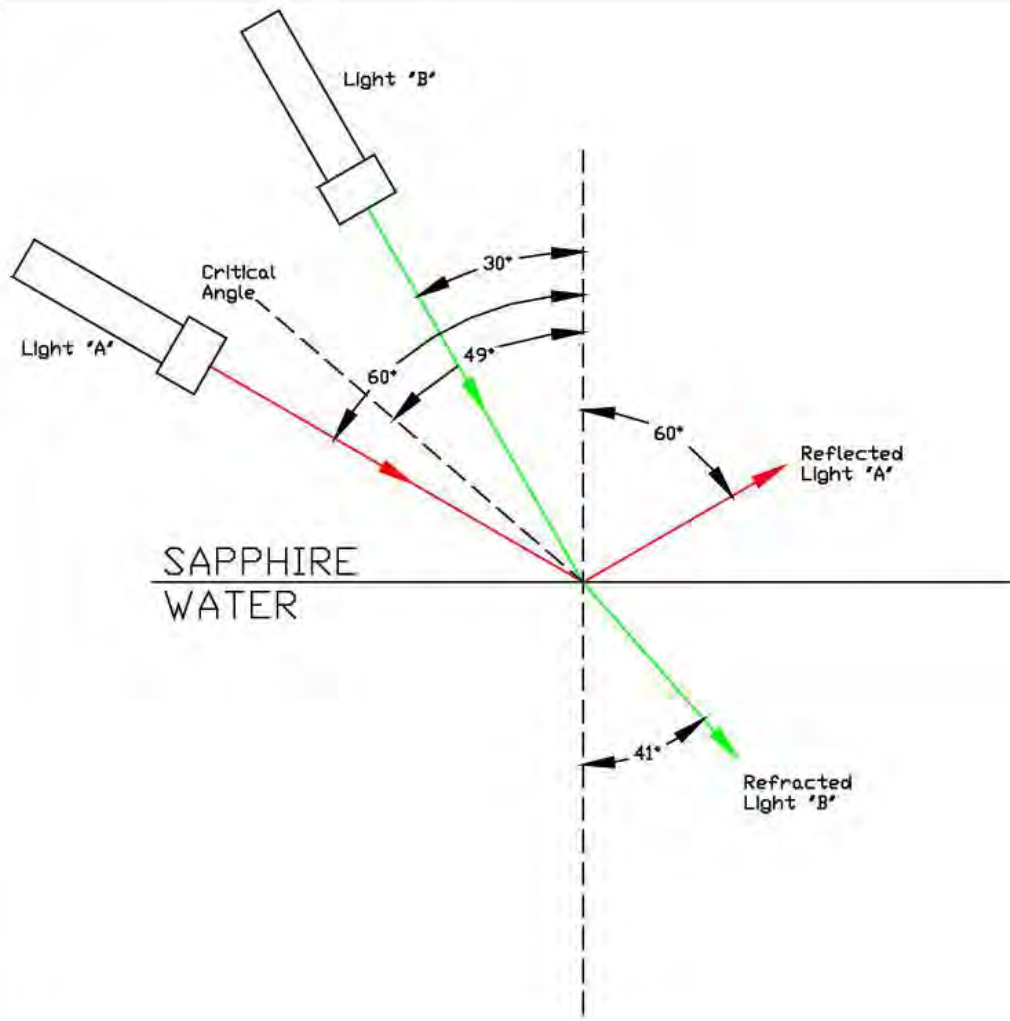 Light "B"
30°
Critical
Angle
49°
Light "A"
60°
60°
Reflected
Light "A"
SAPPHIRE
WATER
41°
Refracted
Light "B"